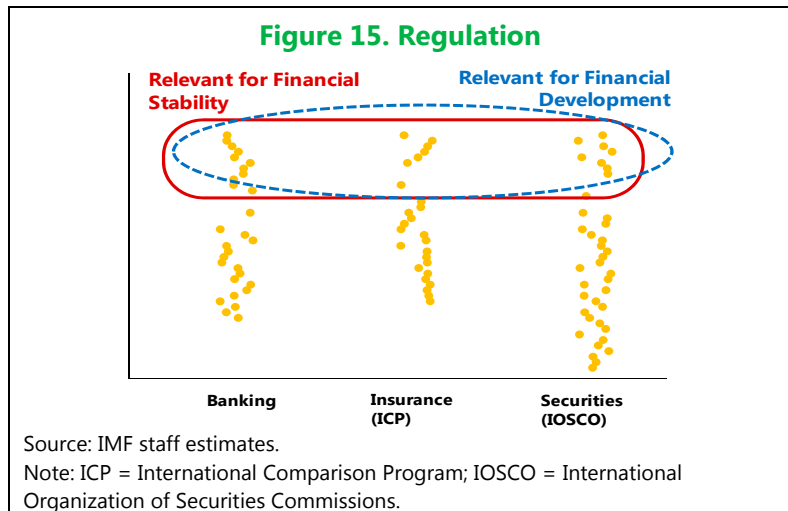 Figure 15. Regulation
Relevant for Financial
Stability
Relevant for Financial
Development
Banking
Insurance
(ICP)
Securities
(IOSCO)
Source: IMF staff estimates.
Note: ICP = International Comparison Program; IOSCO = International
Organization of Securities Commissions.